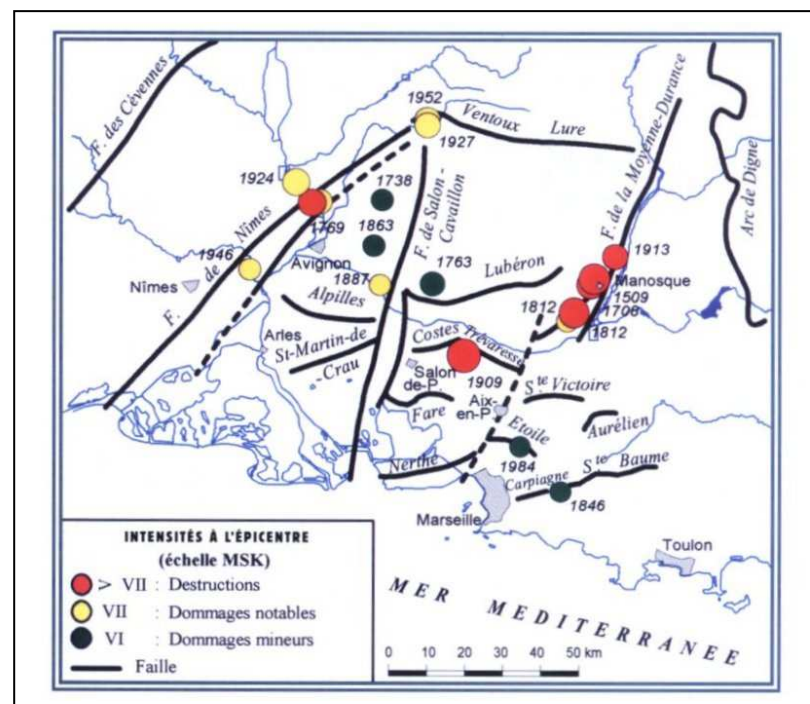 1952
Ventoux
Lure
1927
F. des Cévennes
F. de la Moyenne-Durance
Arc de Digne
1924
1738
F. de Salon -
Cavaillon
1769
1863
F. de Nîmes
Avignon
1946
Nîmes
1887
1763
Lubéron
1913
Manosque
1509
1708
1812
1812
Alpilles
Arles
St-Martin-de
Crau
Costes
Trévaresse
Salon
de-P.
1909
Fare
Aix-
en-P
Ste Victoire
Aurélien
Etoile
1984
Nerthe
Carpiagne
Ste Baume
1846
Marseille
Toulon
MER MEDITERRANEE
INTENSITÉS À L'ÉPICENTRE
(échelle MSK)
> VII : Destructions
VII : Dommages notables
VI : Dommages mineurs
Faille
0 10 20 30 40 50 km